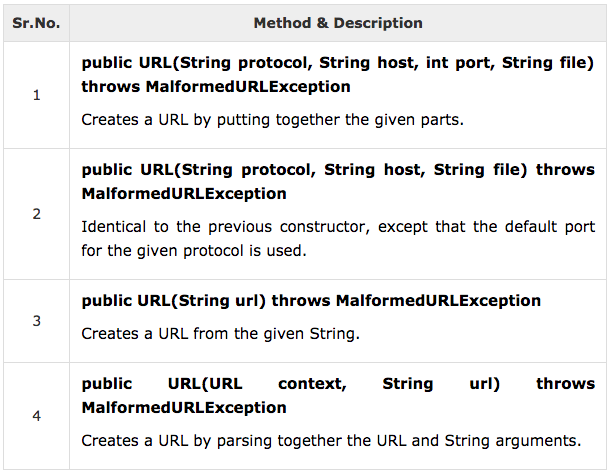 Sr.No. Method & Description
public URL(String protocol, String host, int port, String file)
throws MalformedURLException
1
Creates a URL by putting together the given parts.
public URL(String protocol, String host, String file) throws
MalformedURLException
2
Identical to the previous constructor, except that the default port
for the given protocol is used.
public URL(String url) throws MalformedURLException
3
Creates a URL from the given String.
public URL(URL context, String url) throws
MalformedURLException
4
Creates a URL by parsing together the URL and String arguments.